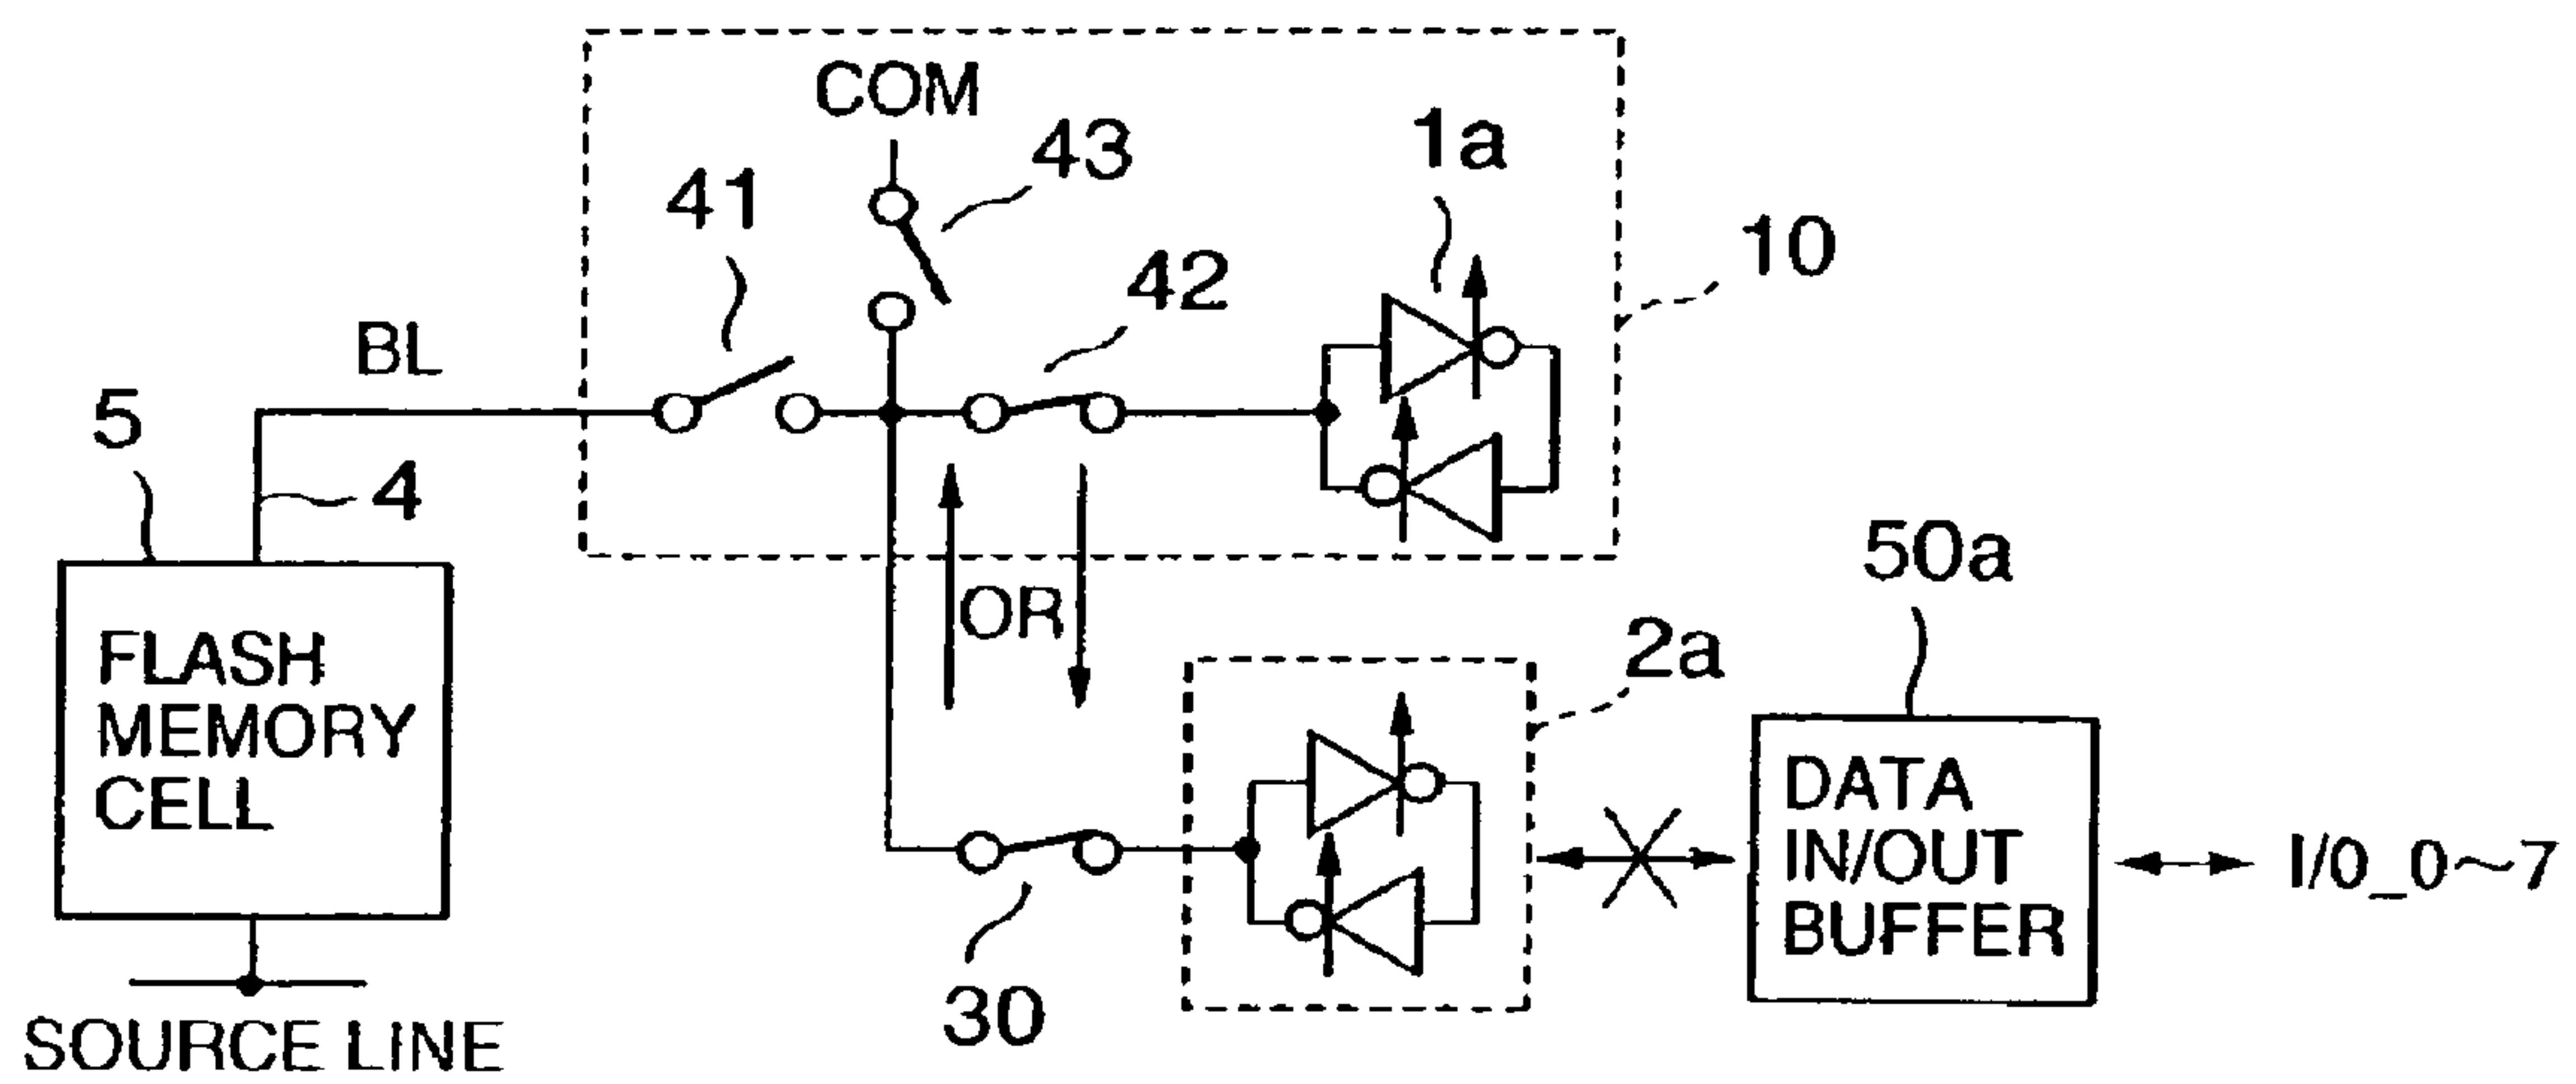 COM
43
1a
41
10
42
BL
5
4
50a
OR
2a
FLASH
MEMORY
CELL
DATA
IN/OUT
BUFFER
I/0_0~7
30
SOURCE LINE